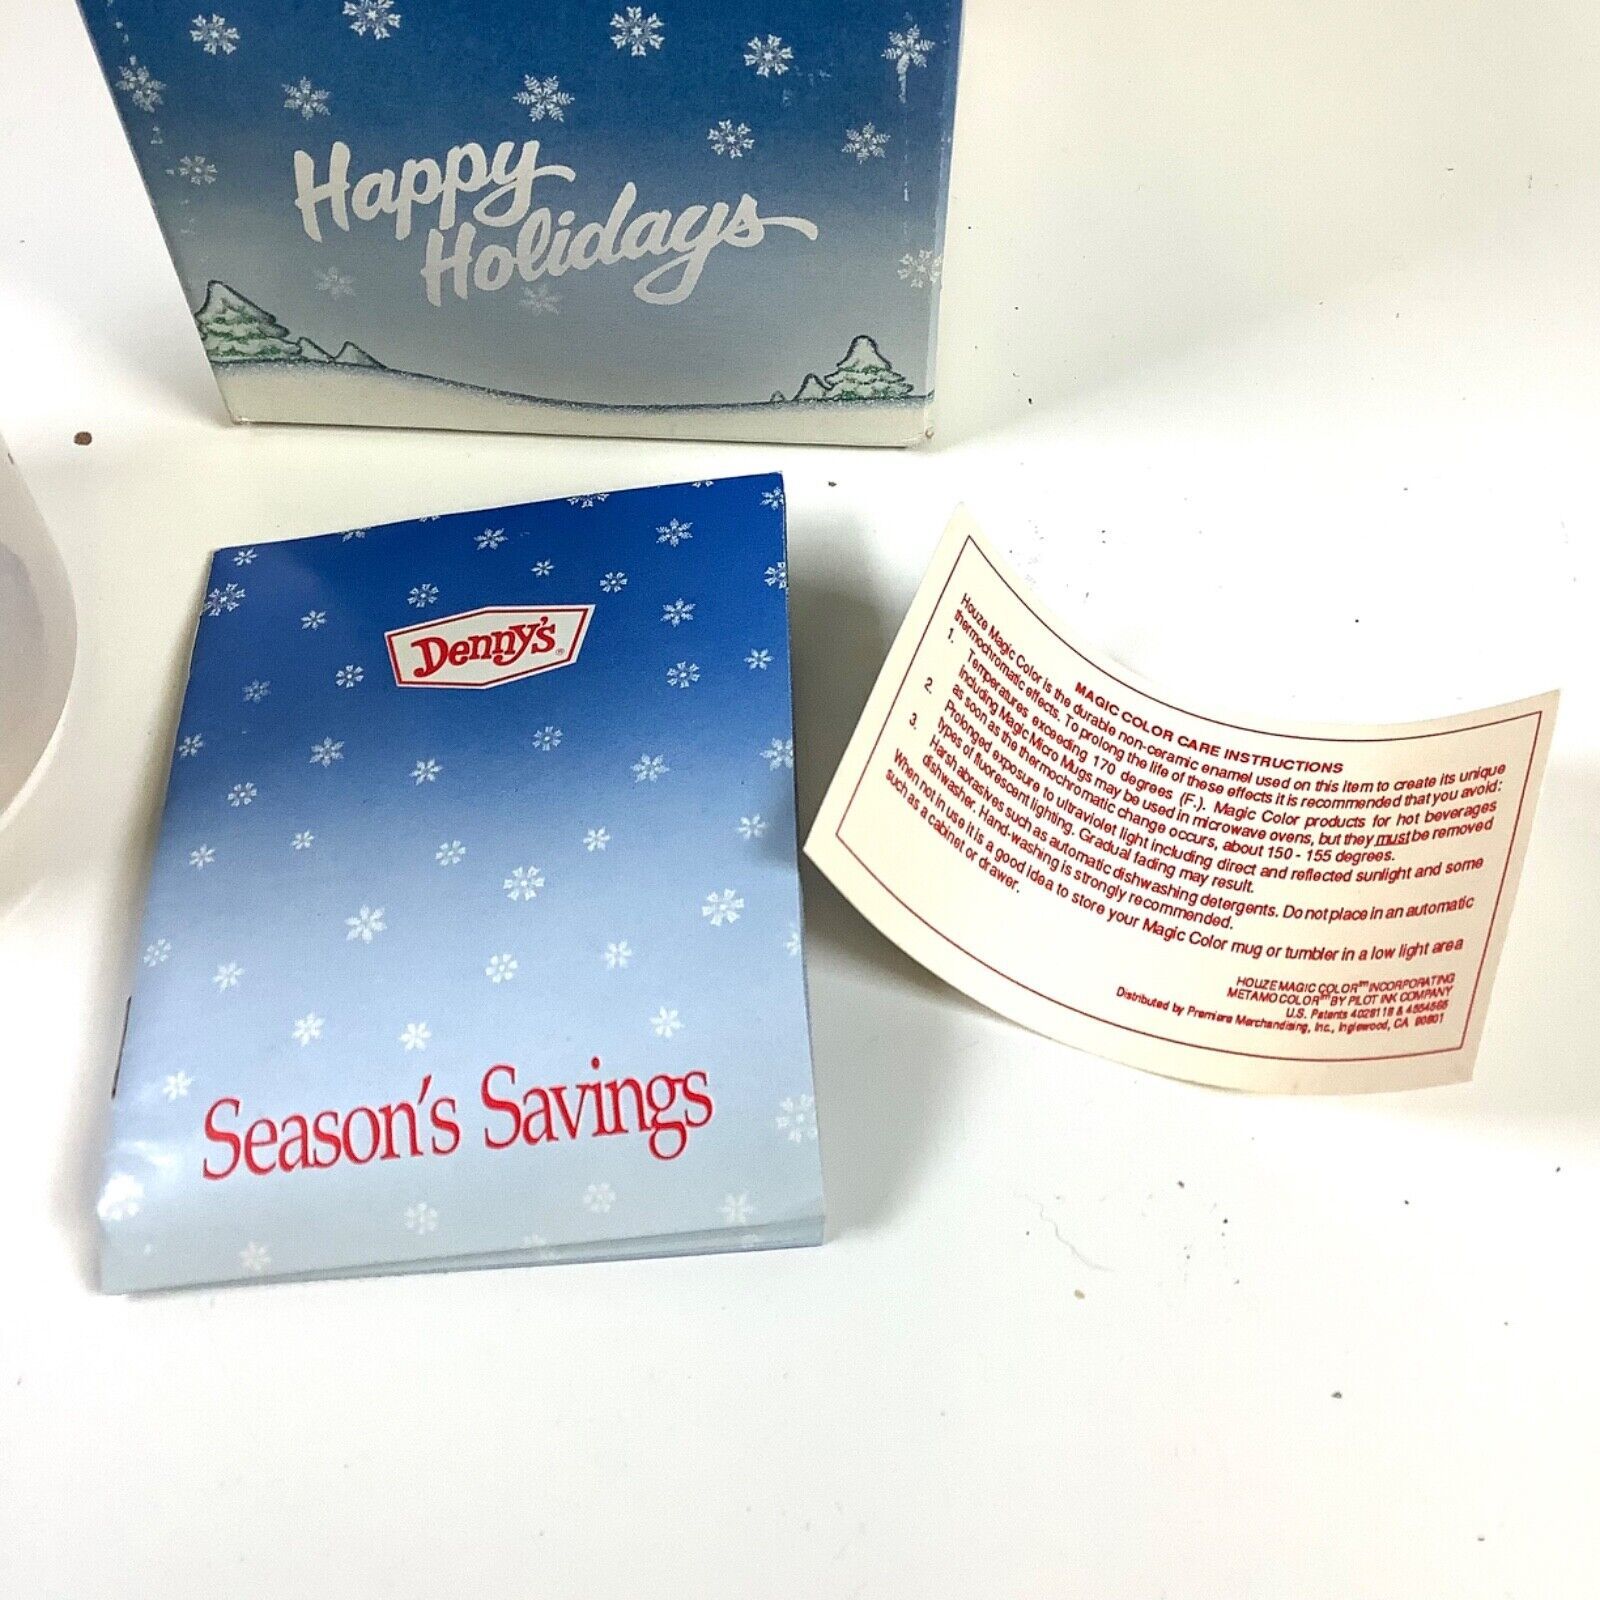 Happy
Holidays
Denny's®
Season's Savings
MAGIC COLOR CARE INSTRUCTIONS
Houze Magic Color is the durable non-ceramic enamel used on this item to create its unique
thermochromatic effects. To prolong the life of these effects it is recommended that you avoid:
1. Temperatures exceeding 170 degrees (F.). Magic Color products for hot beverages
including Magic Micro Mugs may be used in microwave ovens, but they must be removed
as soon as the thermochromatic change occurs, about 150 - 155 degrees.
2. Prolonged exposure to ultraviolet light including direct and reflected sunlight and some
types of fluorescent lighting. Gradual fading may result.
3. Harsh abrasives such as automatic dishwashing detergents. Do not place in an automatic
dishwasher. Hand-washing is strongly recommended.
When not in use it is a good idea to store your Magic Color mug or tumbler in a low light area
such as a cabinet or drawer.
HOUZE MAGIC COLOR℠ INCORPORATING
METAMO COLOR℠ BY PILOT INK COMPANY
U.S. Patents 4028118 & 4554565
Distributed by Premiere Merchandising, Inc., Inglewood, CA 90301